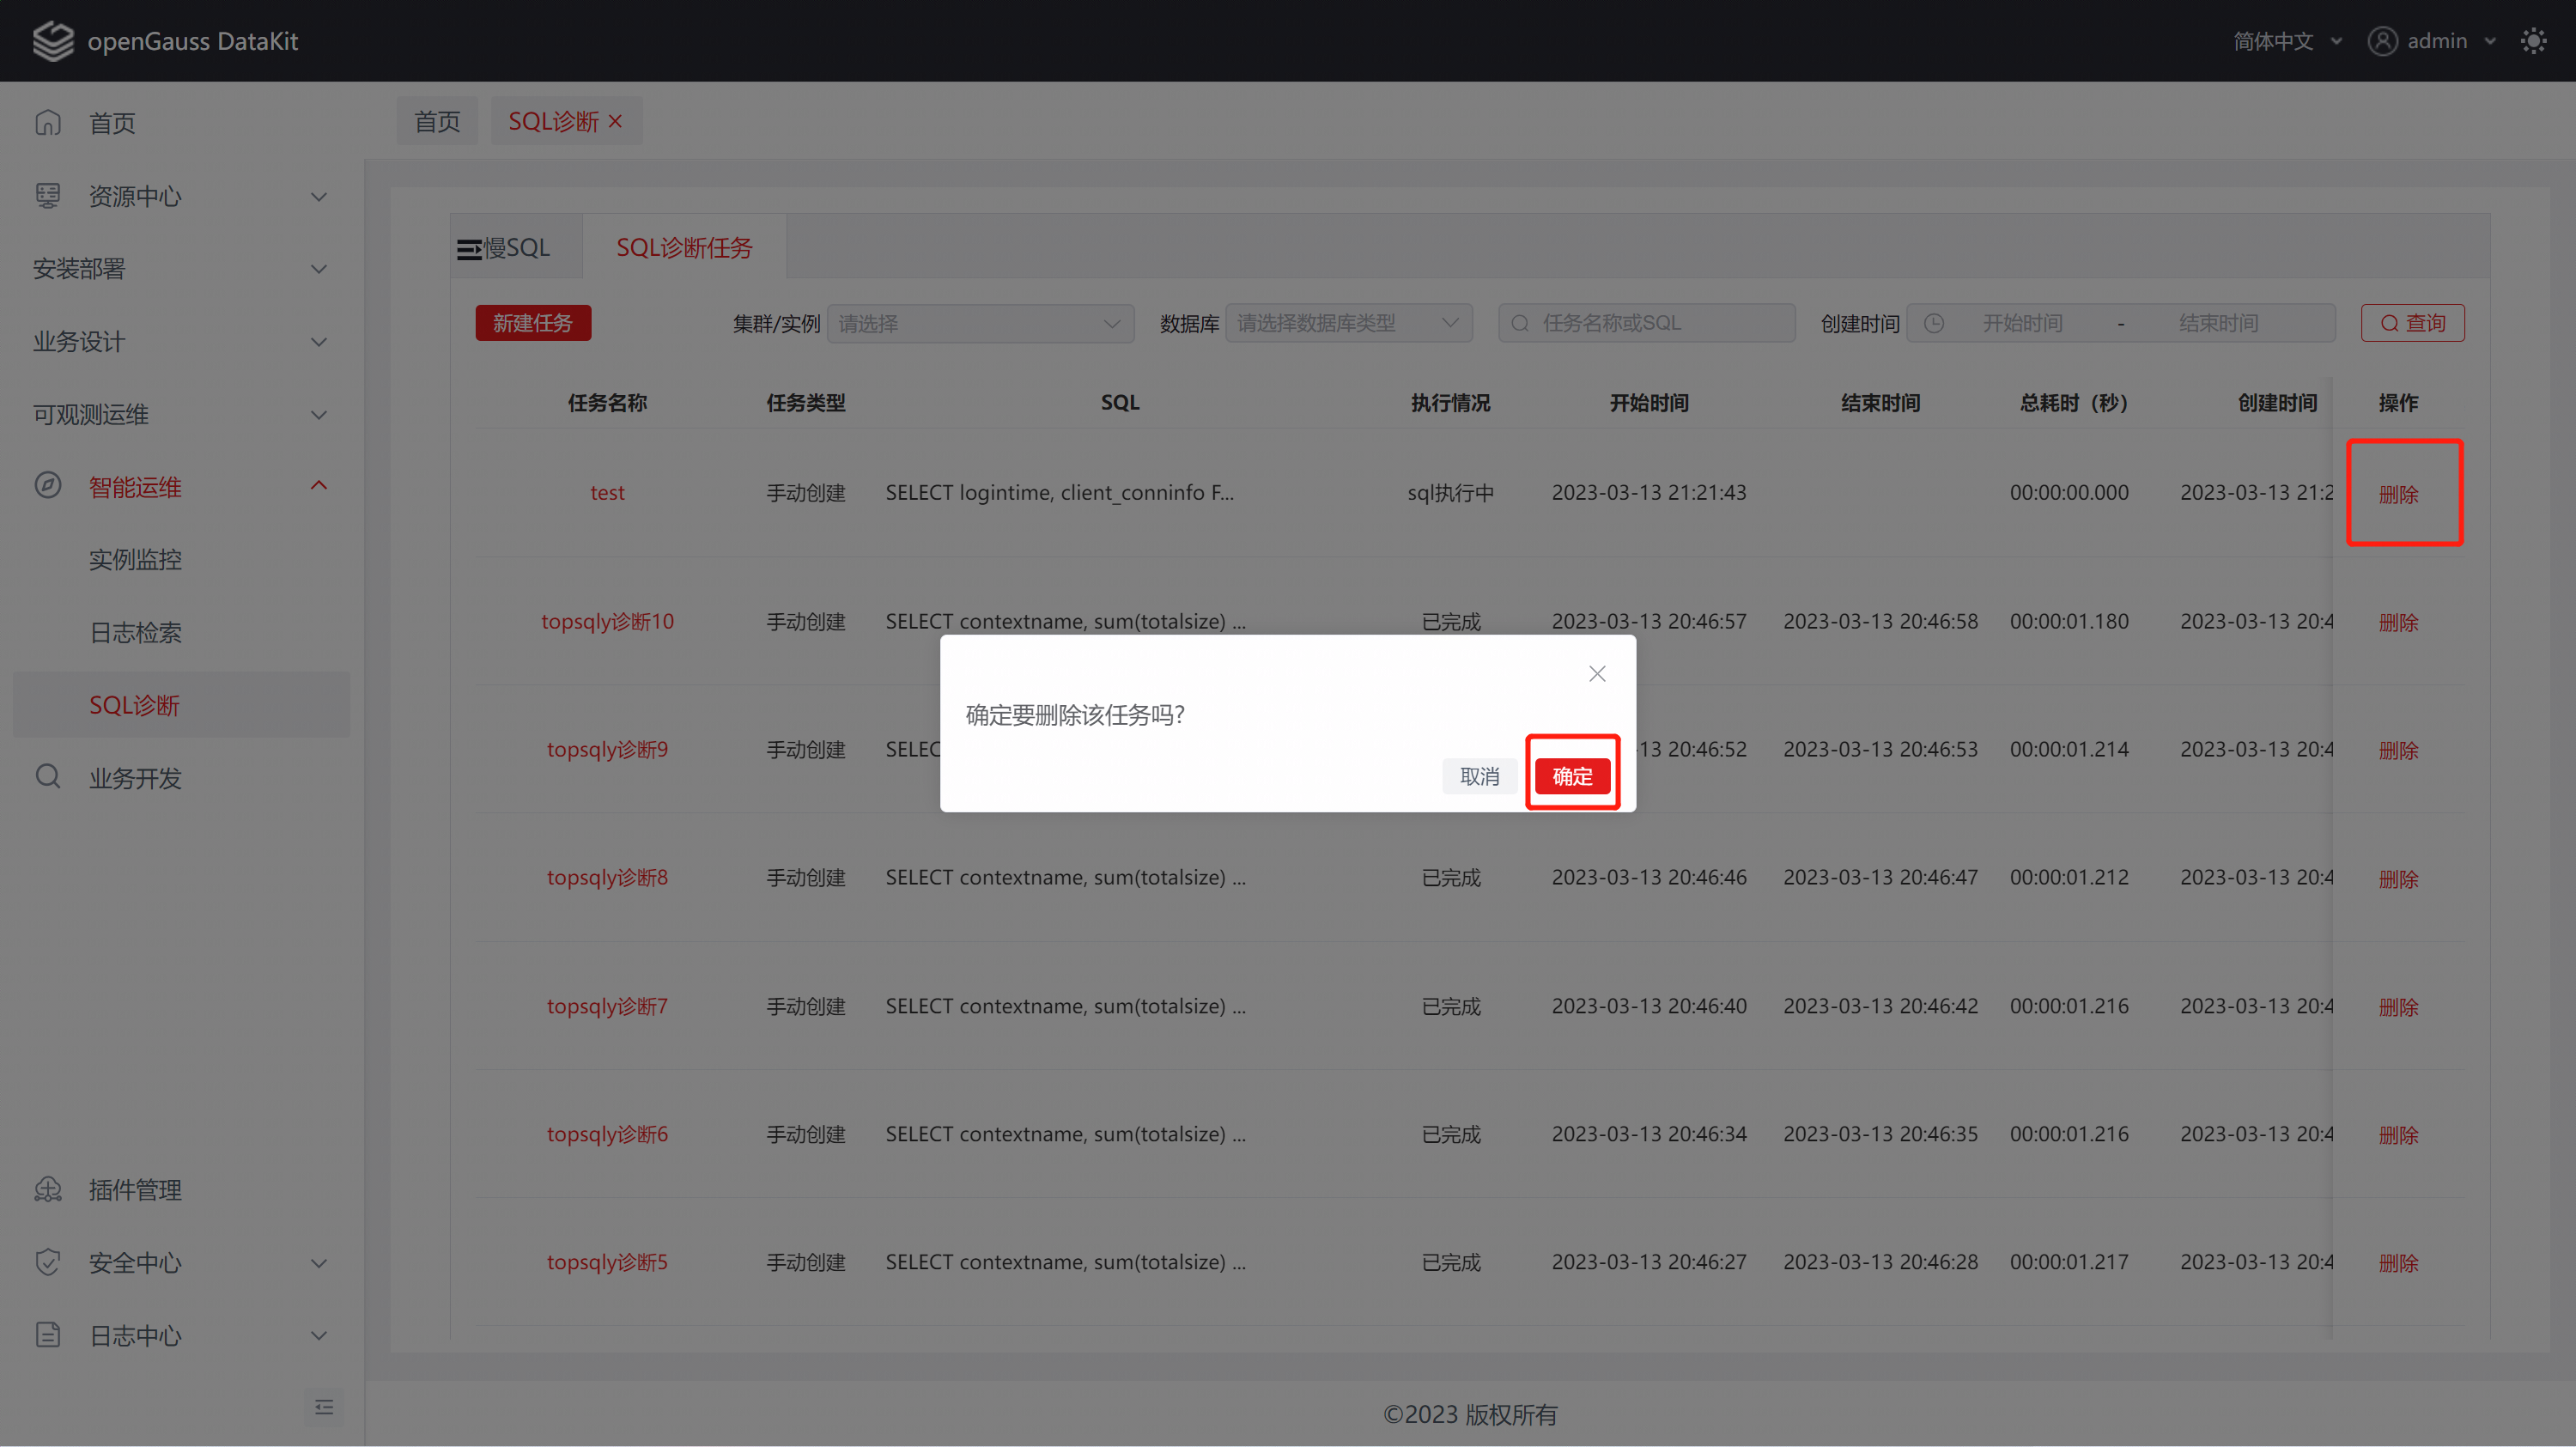 openGauss DataKit
简体中文
admin
首页
资源中心
安装部署
业务设计
可观测运维
智能运维
实例监控
日志检索
SQL诊断
业务开发
插件管理
安全中心
日志中心
首页 SQL诊断
慢SQL SQL诊断任务
新建任务 集群/实例 请选择 数据库 请选择数据库类型 任务名称或SQL 创建时间 开始时间 - 结束时间 查询
任务名称 任务类型 SQL 执行情况 开始时间 结束时间 总耗时（秒） 创建时间 操作
test 手动创建 SELECT logintime, client_conninfo F... sql执行中 2023-03-13 21:21:43 00:00:00.000 2023-03-13 21:2 删除
topsqly诊断10 手动创建 SELECT contextname, sum(totalsize) ... 已完成 2023-03-13 20:46:57 2023-03-13 20:46:58 00:00:01.180 2023-03-13 20:4 删除
topsqly诊断9 手动创建 SELEC -13 20:46:52 2023-03-13 20:46:53 00:00:01.214 2023-03-13 20:4 删除
topsqly诊断8 手动创建 SELECT contextname, sum(totalsize) ... 已完成 2023-03-13 20:46:46 2023-03-13 20:46:47 00:00:01.212 2023-03-13 20:4 删除
topsqly诊断7 手动创建 SELECT contextname, sum(totalsize) ... 已完成 2023-03-13 20:46:40 2023-03-13 20:46:42 00:00:01.216 2023-03-13 20:4 删除
topsqly诊断6 手动创建 SELECT contextname, sum(totalsize) ... 已完成 2023-03-13 20:46:34 2023-03-13 20:46:35 00:00:01.216 2023-03-13 20:4 删除
topsqly诊断5 手动创建 SELECT contextname, sum(totalsize) ... 已完成 2023-03-13 20:46:27 2023-03-13 20:46:28 00:00:01.217 2023-03-13 20:4 删除
确定要删除该任务吗?
取消 确定
©2023 版权所有